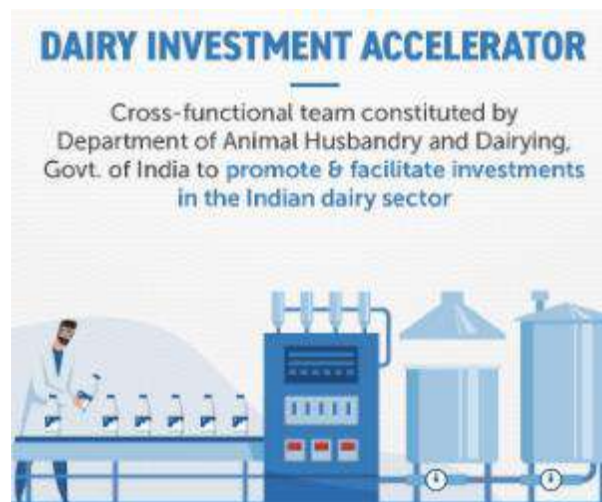 DAIRY INVESTMENT ACCELERATOR
Cross-functional team constituted by
Department of Animal Husbandry and Dairying,
Govt. of India to promote & facilitate investments
in the Indian dairy sector